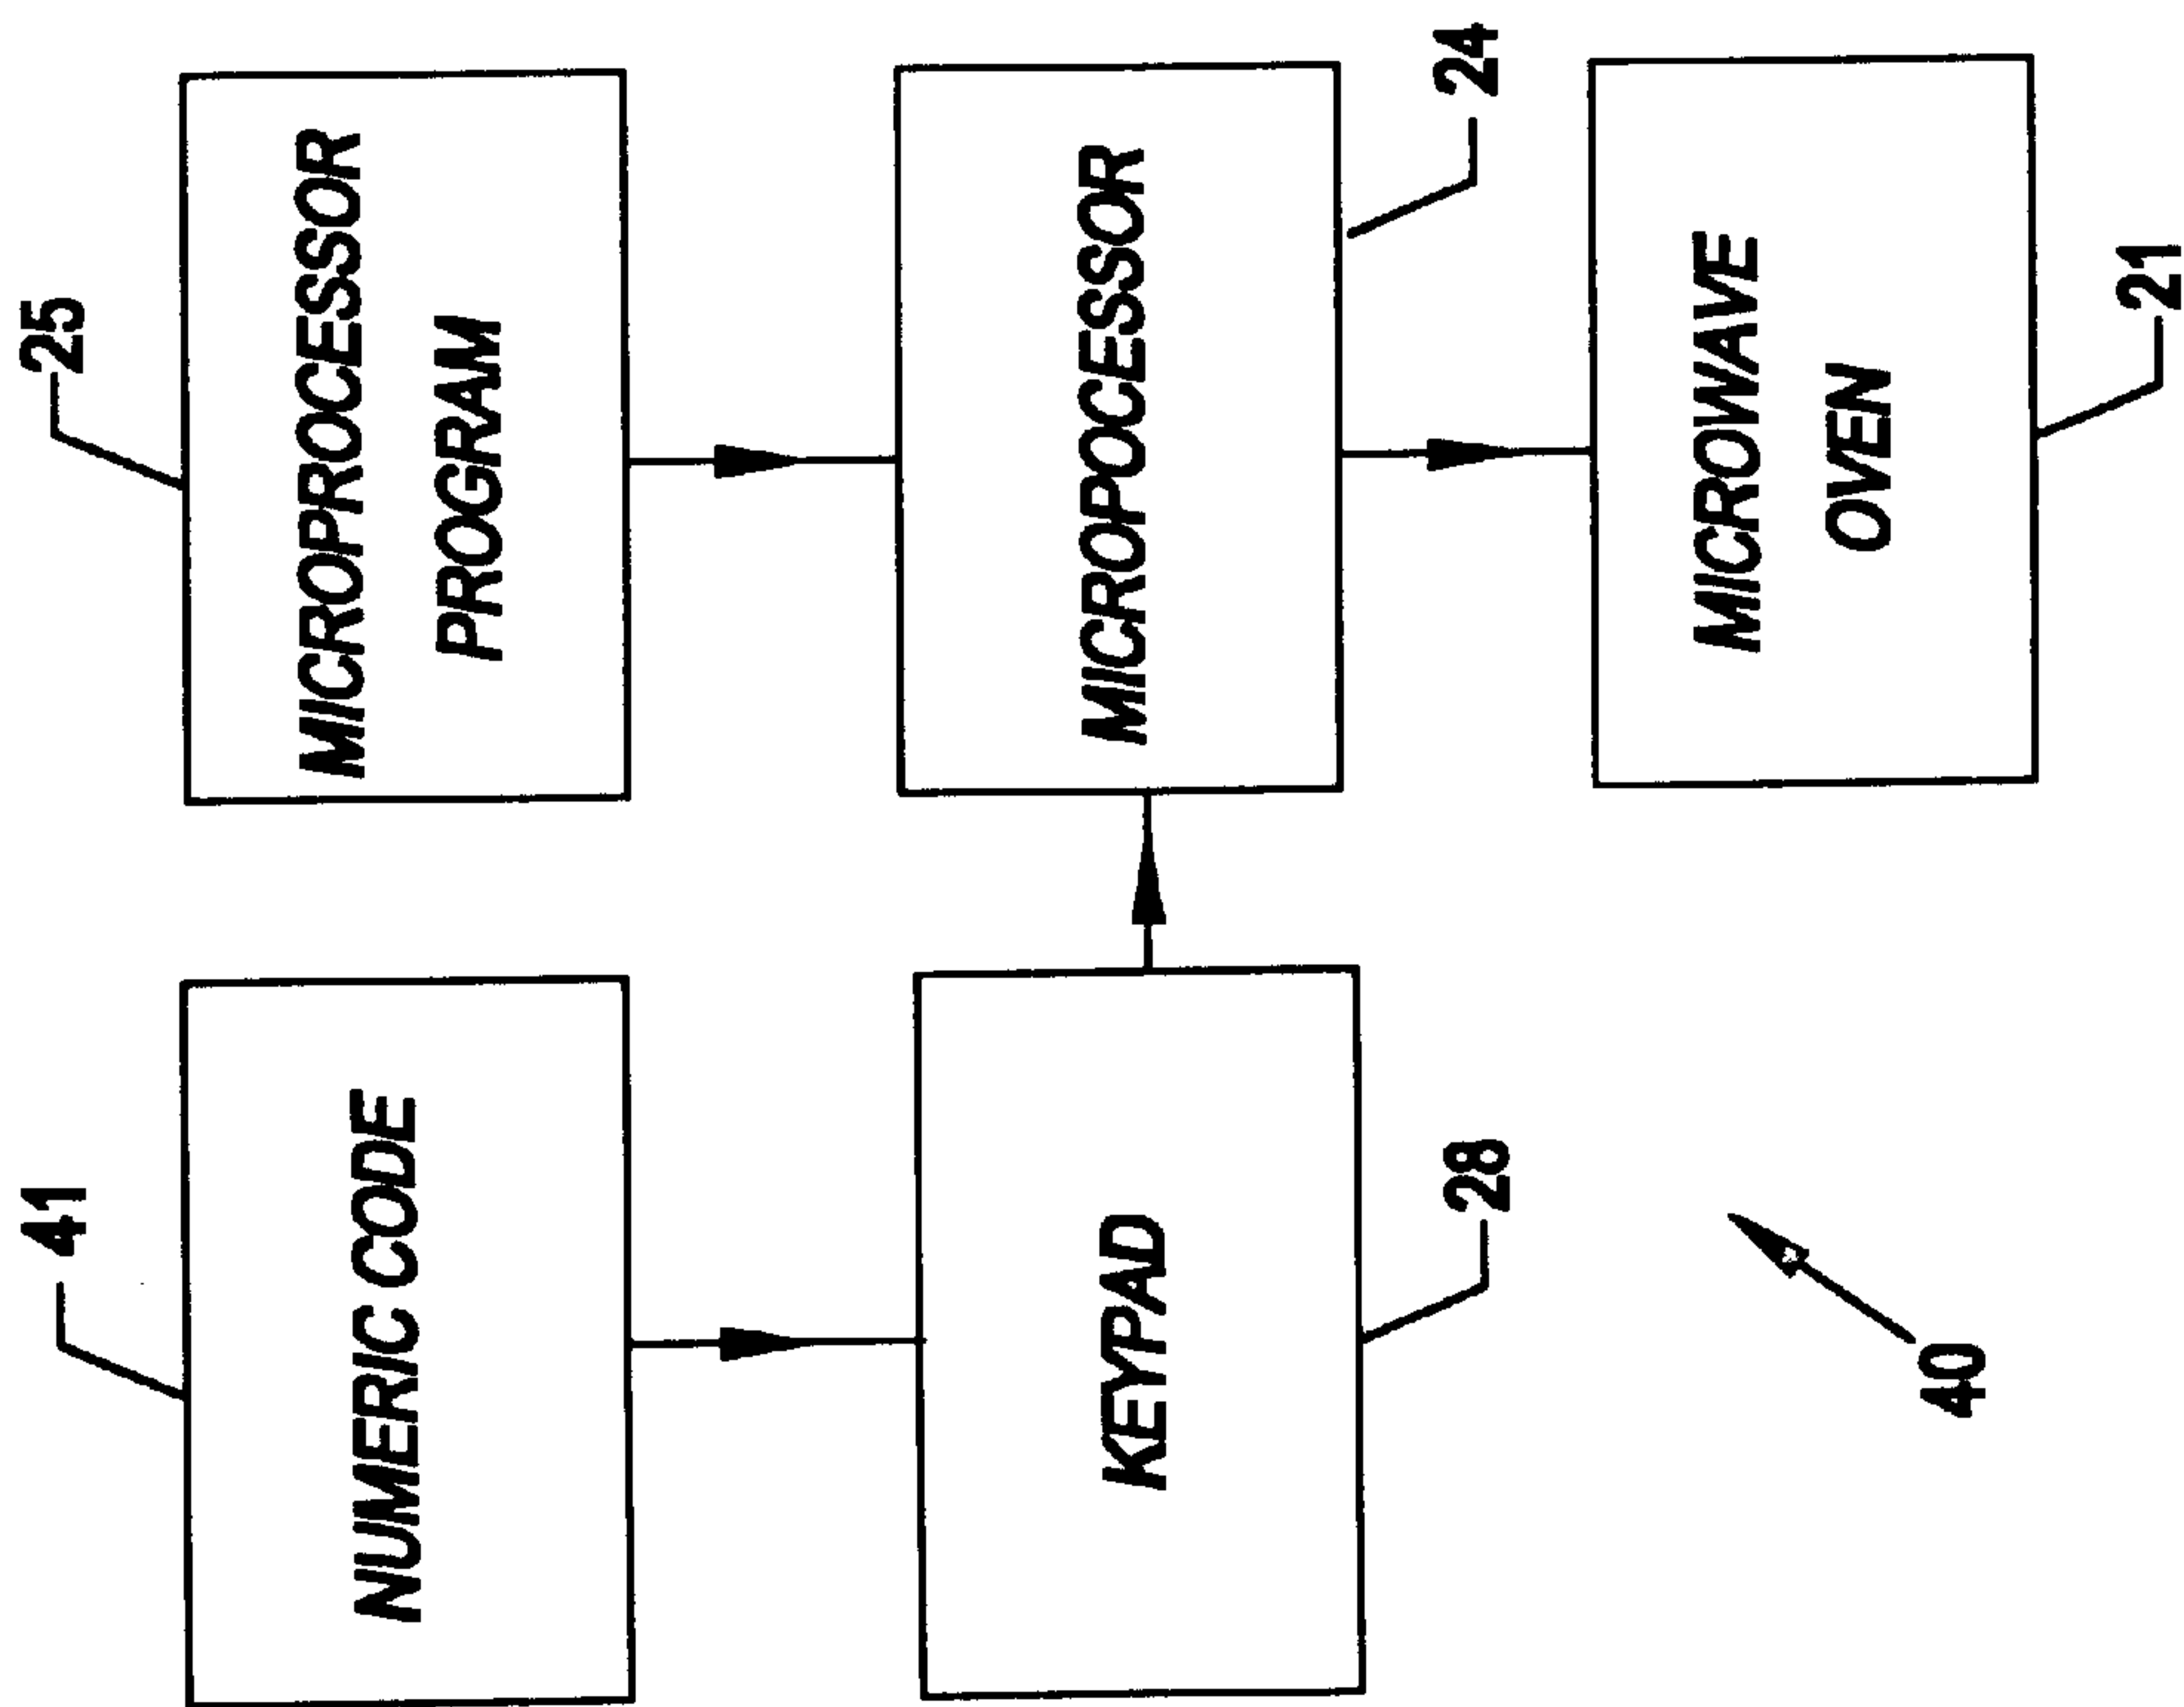 41
25
NUMERIC CODE
MICROPROCESSOR
PROGRAM
KEYPAD
MICROPOCESSOR
28
24
MICROWAVE
OVEN
40
21